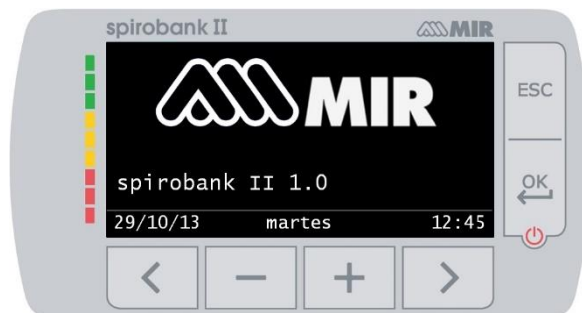 spirobank II MIR
MIR
ESC
spirobank II 1.0
OK
29/10/13 martes 12:45